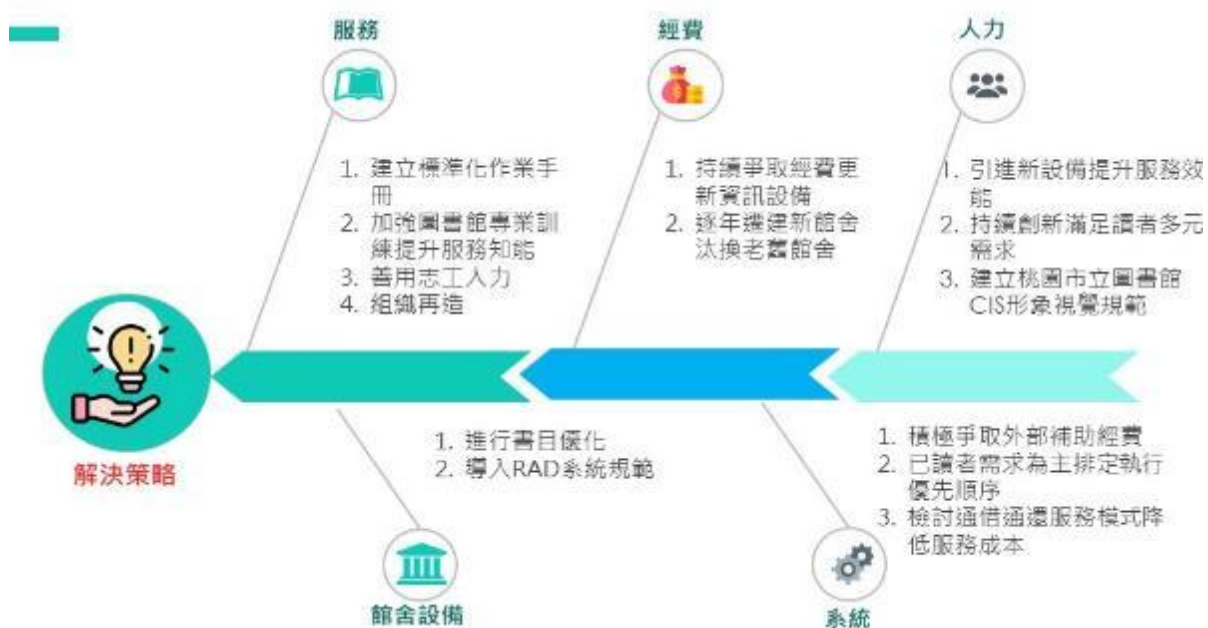 服務
1. 建立標準化作業手
冊
2. 加強圖書館專業訓
練提升服務知能
3. 善用志工人力
4. 組織再造
經費
1. 持續爭取經費更
新資訊設備
2. 逐年遷建新館舍
汰換老舊館舍
人力
1. 引進新設備提升服務效
能
2. 持續創新滿足讀者多元
需求
3. 建立桃園市立圖書館
CIS形象視覺規範
解決策略
1. 進行書目優化
2. 導入RAD系統規範
館舍設備
1. 積極爭取外部補助經費
2. 已讀者需求為主排定執行
優先順序
3. 檢討通借通還服務模式降
低服務成本
系統